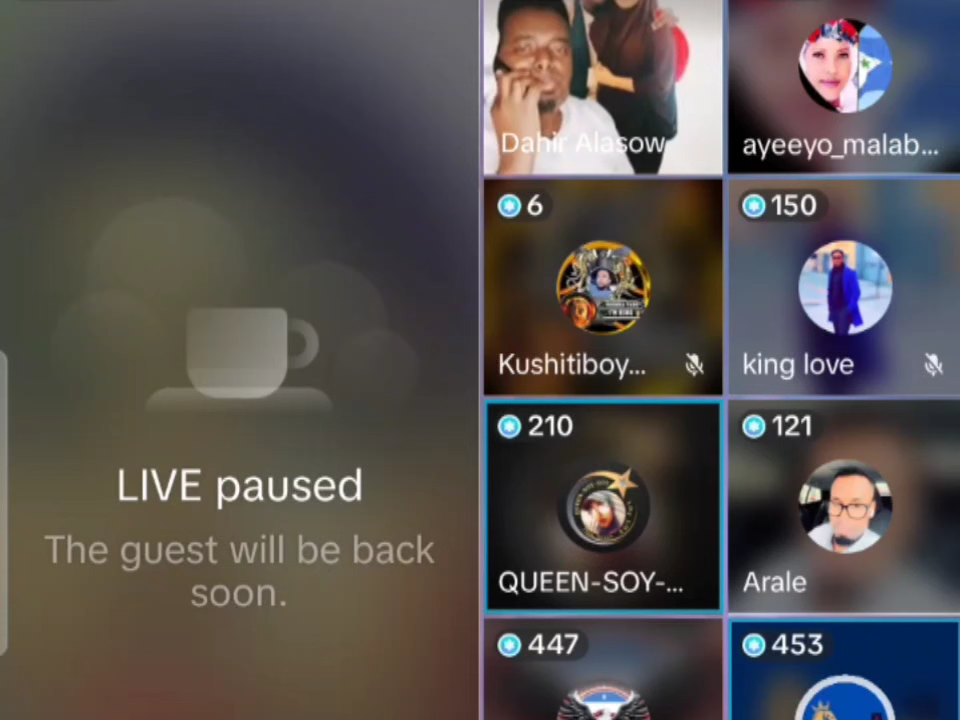 LIVE paused
The guest will be back
soon.
Dahir Alasow
ayeeyo_malab...
6
150
Kushitiboy...
king love
210
121
QUEEN-SOY-...
Arale
447
453